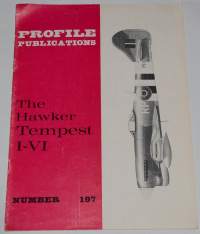 PROFILE
PUBLICATIONS
The
Hawker
Tempest
I-VI
NUMBER 197